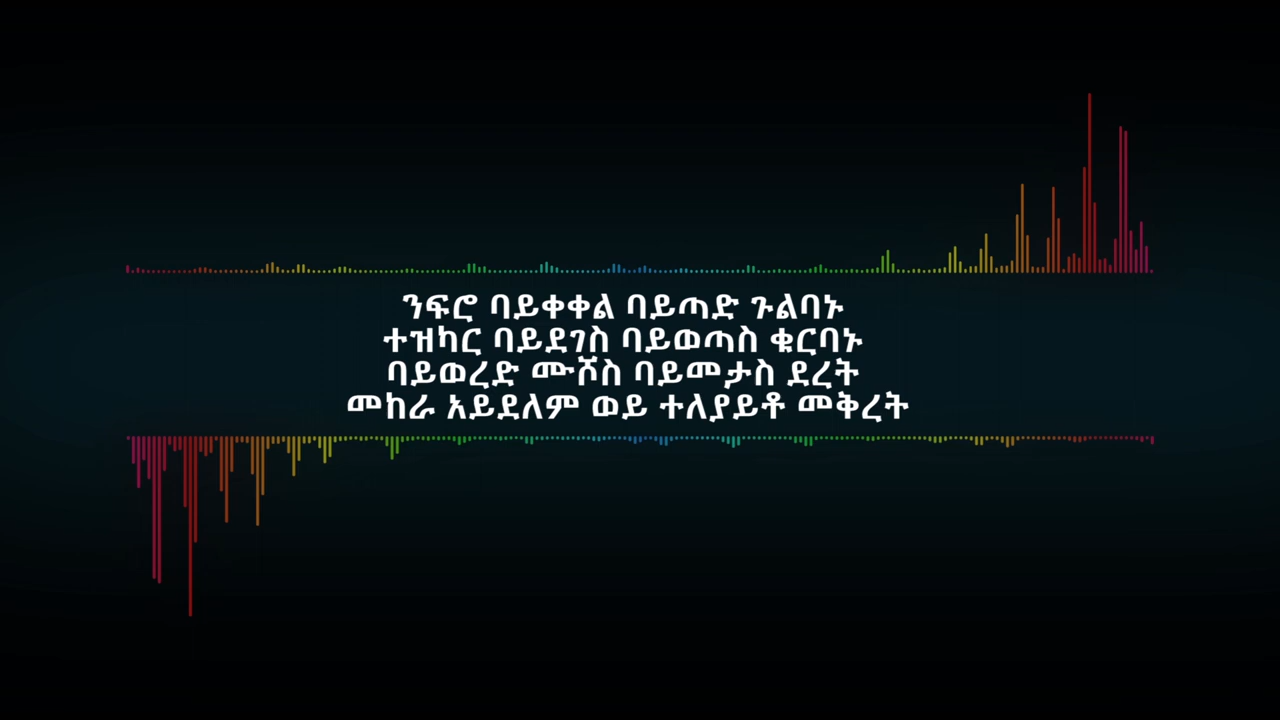 ንፍሮ ባይቀቀል ባይጣድ ጉልባኑ
ተዝካር ባይደገስ ባይወጣስ ቁርባኑ
ባይወረድ ሙሾስ ባይመታስ ደረት
መከራ አይደለም ወይ ተለያይቶ መቅረት